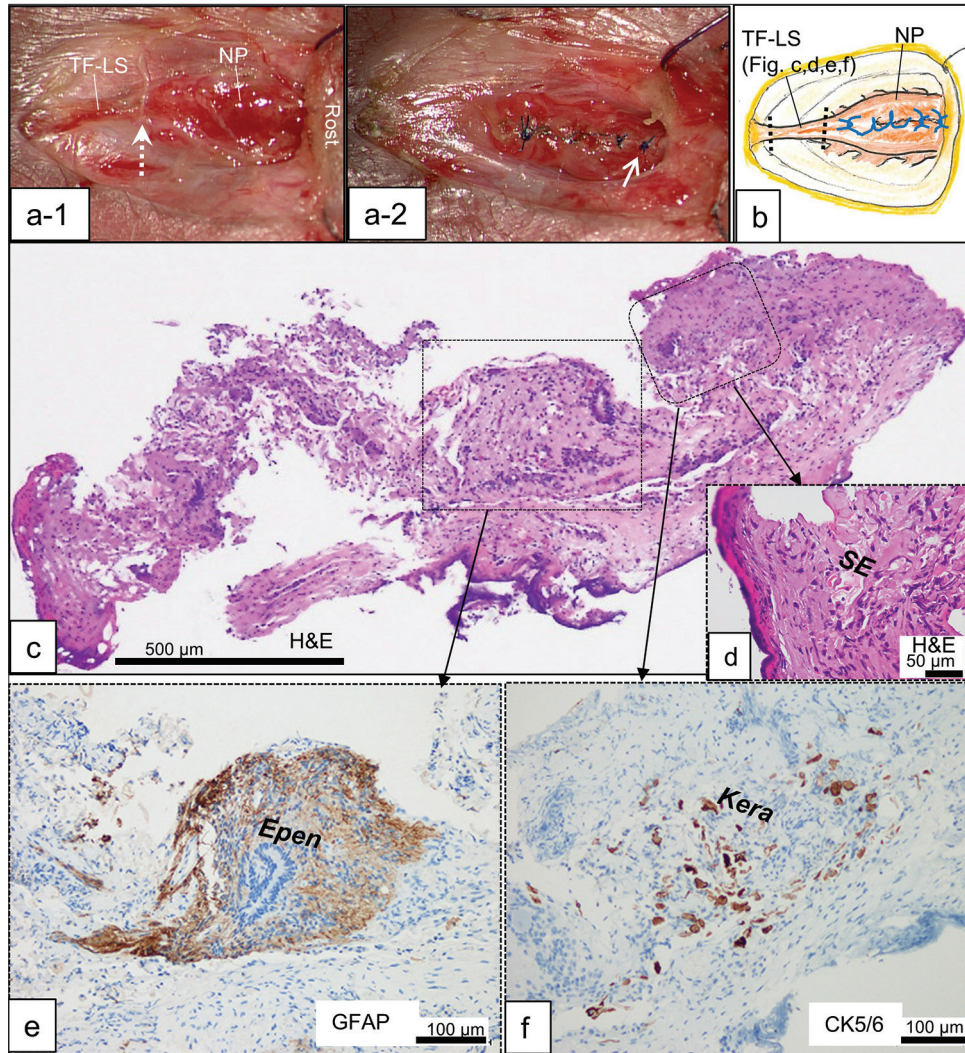 TF-LS
NP
Rost.
a-1
a-2
TF-LS
(Fig. c,d,e,f)
NP
b
c
500 µm
H&E
SE
d
H&E
50 µm
Epen
e
GFAP
100 µm
Kera
f
CK5/6
100 µm